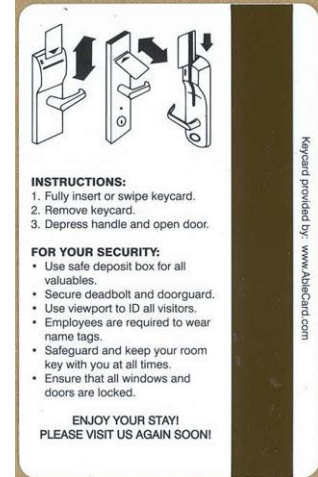 INSTRUCTIONS:
1. Fully insert or swipe keycard.
2. Remove keycard.
3. Depress handle and open door.
FOR YOUR SECURITY:
• Use safe deposit box for all
valuables.
• Secure deadbolt and doorguard.
• Use viewport to ID all visitors.
• Employees are required to wear
name tags.
• Safeguard and keep your room
key with you at all times.
• Ensure that all windows and
doors are locked.
ENJOY YOUR STAY!
PLEASE VISIT US AGAIN SOON!
Keycard provided by: www.AbleCard.com